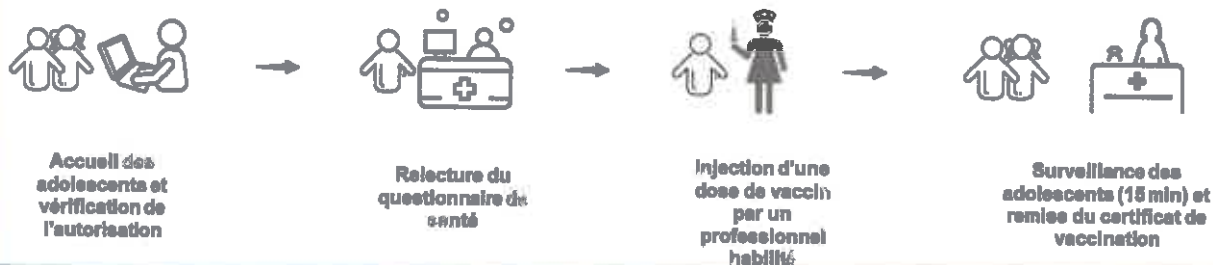 Accueil des
adolescents et
vérification de
l'autorisation
Relecture du
questionnaire de
santé
Injection d'une
dose de vaccin
par un
professionnel
habilité
Surveillance des
adolescents (15 min) et
remise du certificat de
vaccination